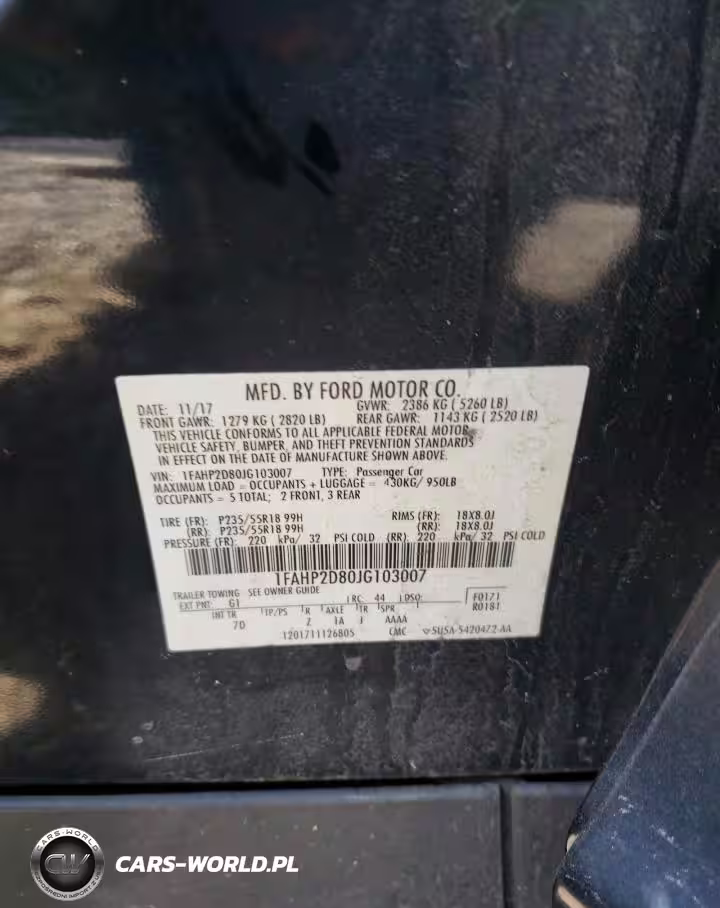 MFD. BY FORD MOTOR CO.
DATE: 11/17 GVWR: 2386 KG ( 5260 LB)
FRONT GAWR: 1279 KG ( 2820 LB) REAR GAWR: 1143 KG ( 2520 LB)
THIS VEHICLE CONFORMS TO ALL APPLICABLE FEDERAL MOTOR
VEHICLE SAFETY, BUMPER, AND THEFT PREVENTION STANDARDS
IN EFFECT ON THE DATE OF MANUFACTURE SHOWN ABOVE.
VIN: 1FAHP2D80JG103007 TYPE: Passenger Car
MAXIMUM LOAD = OCCUPANTS + LUGGAGE = 430KG/ 950LB
OCCUPANTS = 5 TOTAL; 2 FRONT, 3 REAR
TIRE (FR): P235/55R18 99H RIMS (FR): 18X8.0J
(RR): P235/55R18 99H (RR): 18X8.0J
PRESSURE (FR): 220 kPa/ 32 PSI COLD (RR): 220 kPa/ 32 PSI COLD
1FAHP2D80JG103007
TRAILER TOWING SEE OWNER GUIDE
EXT PNT: G1 RC: 44 DSO: F0171
INT TR TP/PS R AXLE TR SPR R0181
7D 2 IA J AAAA
1201711126805 CMC 5U5A-5420472-AA
CARS-WORLD
CW
CARS-WORLD.PL